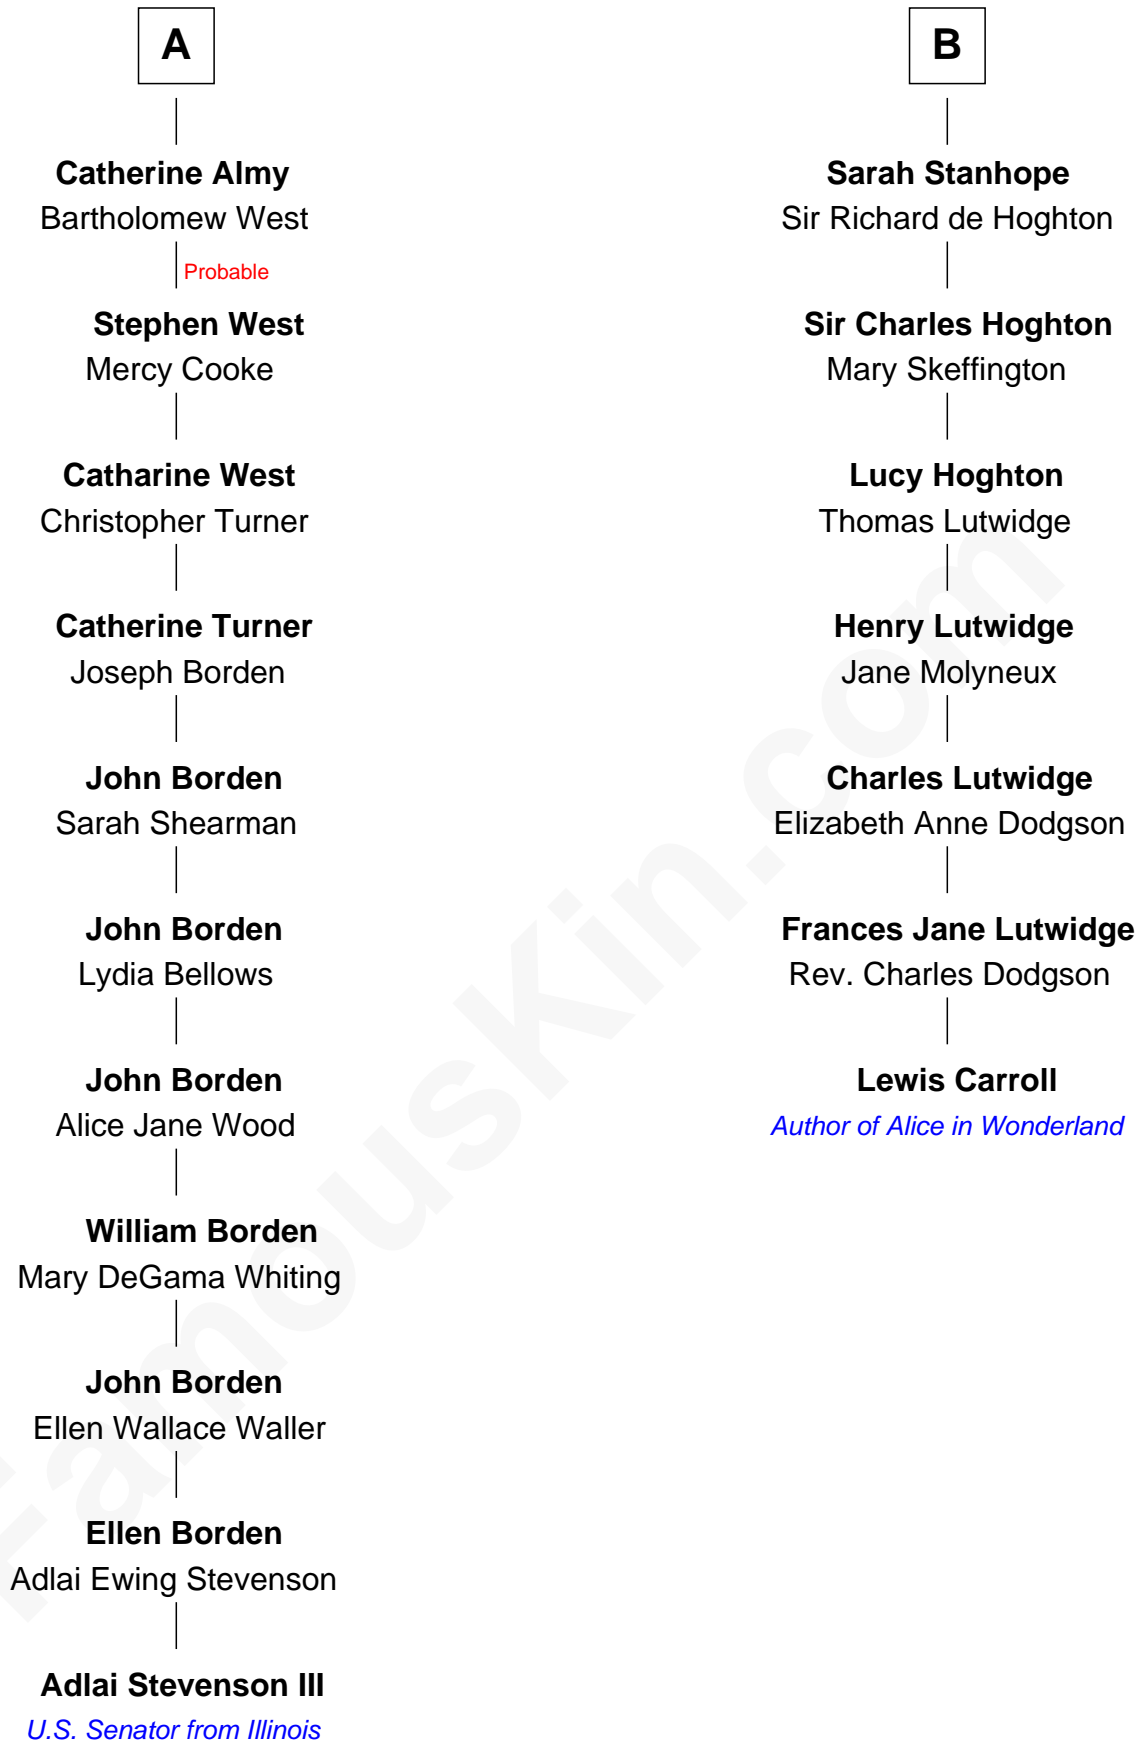 A
Catherine Almy
Bartholomew West
Probable
Stephen West
Mercy Cooke
Catharine West
Christopher Turner
Catherine Turner
Joseph Borden
John Borden
Sarah Shearman
John Borden
Lydia Bellows
John Borden
Alice Jane Wood
William Borden
Mary DeGama Whiting
John Borden
Ellen Wallace Waller
Ellen Borden
Adlai Ewing Stevenson
Adlai Stevenson III
U.S. Senator from Illinois
B
Sarah Stanhope
Sir Richard de Hoghton
Sir Charles Hoghton
Mary Skeffington
Lucy Hoghton
Thomas Lutwidge
Henry Lutwidge
Jane Molyneux
Charles Lutwidge
Elizabeth Anne Dodgson
Frances Jane Lutwidge
Rev. Charles Dodgson
Lewis Carroll
Author of Alice in Wonderland
FamousKin.com